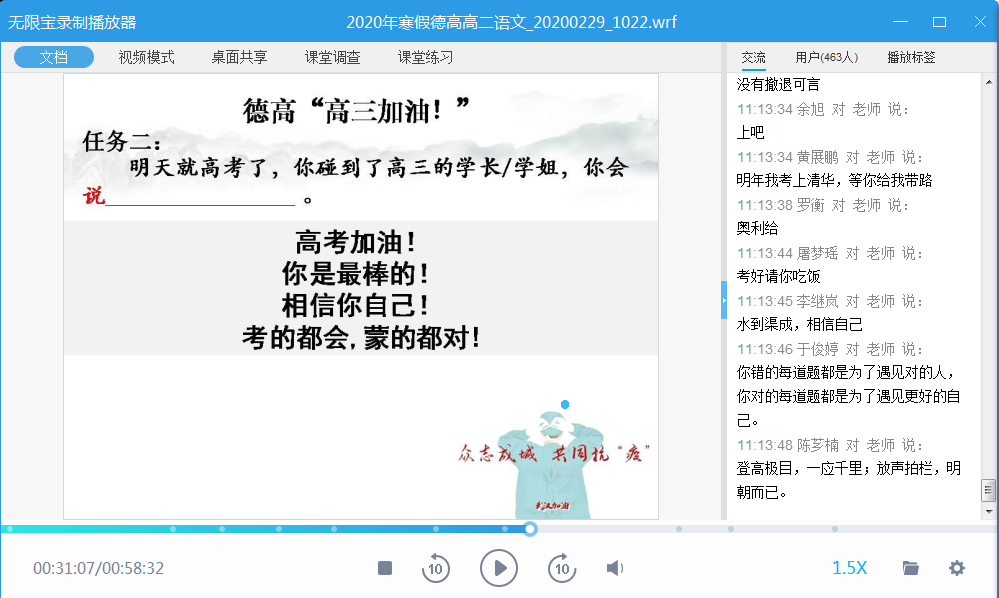 无限宝录制播放器
2020年寒假德高高二语文_20200229_1022.wrf
文档 视频模式 桌面共享 课堂调查 课堂练习
交流 用户(463人) 播放标签
德高“高三加油！”
任务二：
明天就高考了，你碰到了高三的学长/学姐，你会
说__________________ 。
高考加油！
你是最棒的！
相信你自己！
考的都会,蒙的都对！
众志成城 共同抗“疫”
武汉加油
没有撤退可言
11:13:34 余旭 对 老师 说：
上吧
11:13:34 黄展鹏 对 老师 说：
明年我考上清华，等你给我带路
11:13:38 罗衡 对 老师 说：
奥利给
11:13:44 屠梦瑶 对 老师 说：
考好请你吃饭
11:13:45 李继岚 对 老师 说：
水到渠成，相信自己
11:13:46 于俊婷 对 老师 说：
你错的每道题都是为了遇见对的人，
你对的每道题都是为了遇见更好的自
己。
11:13:48 陈芗楠 对 老师 说：
登高极目，一应千里；放声拍栏，明
朝而已。
00:31:07/00:58:32
10
10
1.5X